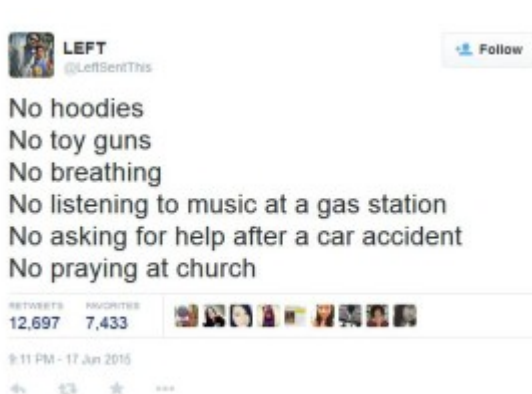 LEFT
@LeftSentThis
Follow
No hoodies
No toy guns
No breathing
No listening to music at a gas station
No asking for help after a car accident
No praying at church
RETWEETS FAVORITES
12,697 7,433
9:11 PM - 17 Jun 2015